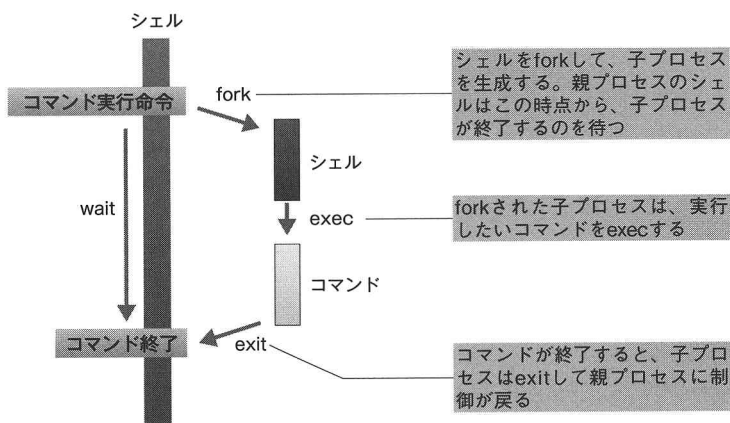 シェル
コマンド実行命令
fork
シェルをforkして、子プロセス
を生成する。親プロセスのシェ
ルはこの時点から、子プロセス
が終了するのを待つ
シェル
wait
exec
forkされた子プロセスは、実行
したいコマンドをexecする
コマンド
コマンド終了
exit
コマンドが終了すると、子プロ
セスはexitして親プロセスに制
御が戻る